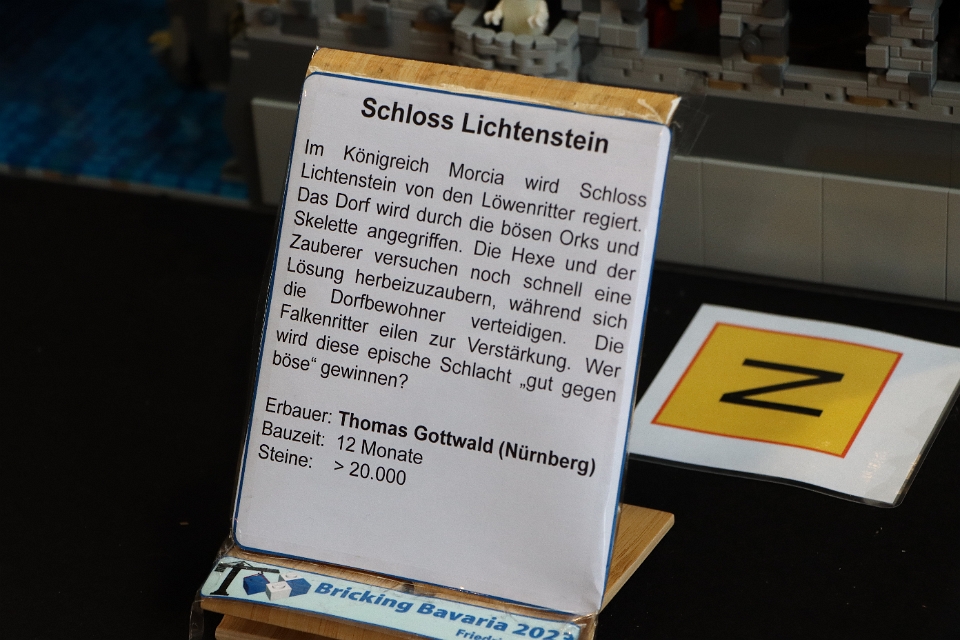 Schloss Lichtenstein
Im Königreich Morcia wird Schloss
Lichtenstein von den Löwenritter regiert.
Das Dorf wird durch die bösen Orks und
Skelette angegriffen. Die Hexe und der
Zauberer versuchen noch schnell eine
Lösung herbeizuzaubern, während sich
die Dorfbewohner verteidigen. Die
Falkenritter eilen zur Verstärkung. Wer
wird diese epische Schlacht „gut gegen
böse“ gewinnen?
Erbauer: Thomas Gottwald (Nürnberg)
Bauzeit: 12 Monate
Steine: > 20.000
Bricking Bavaria
N